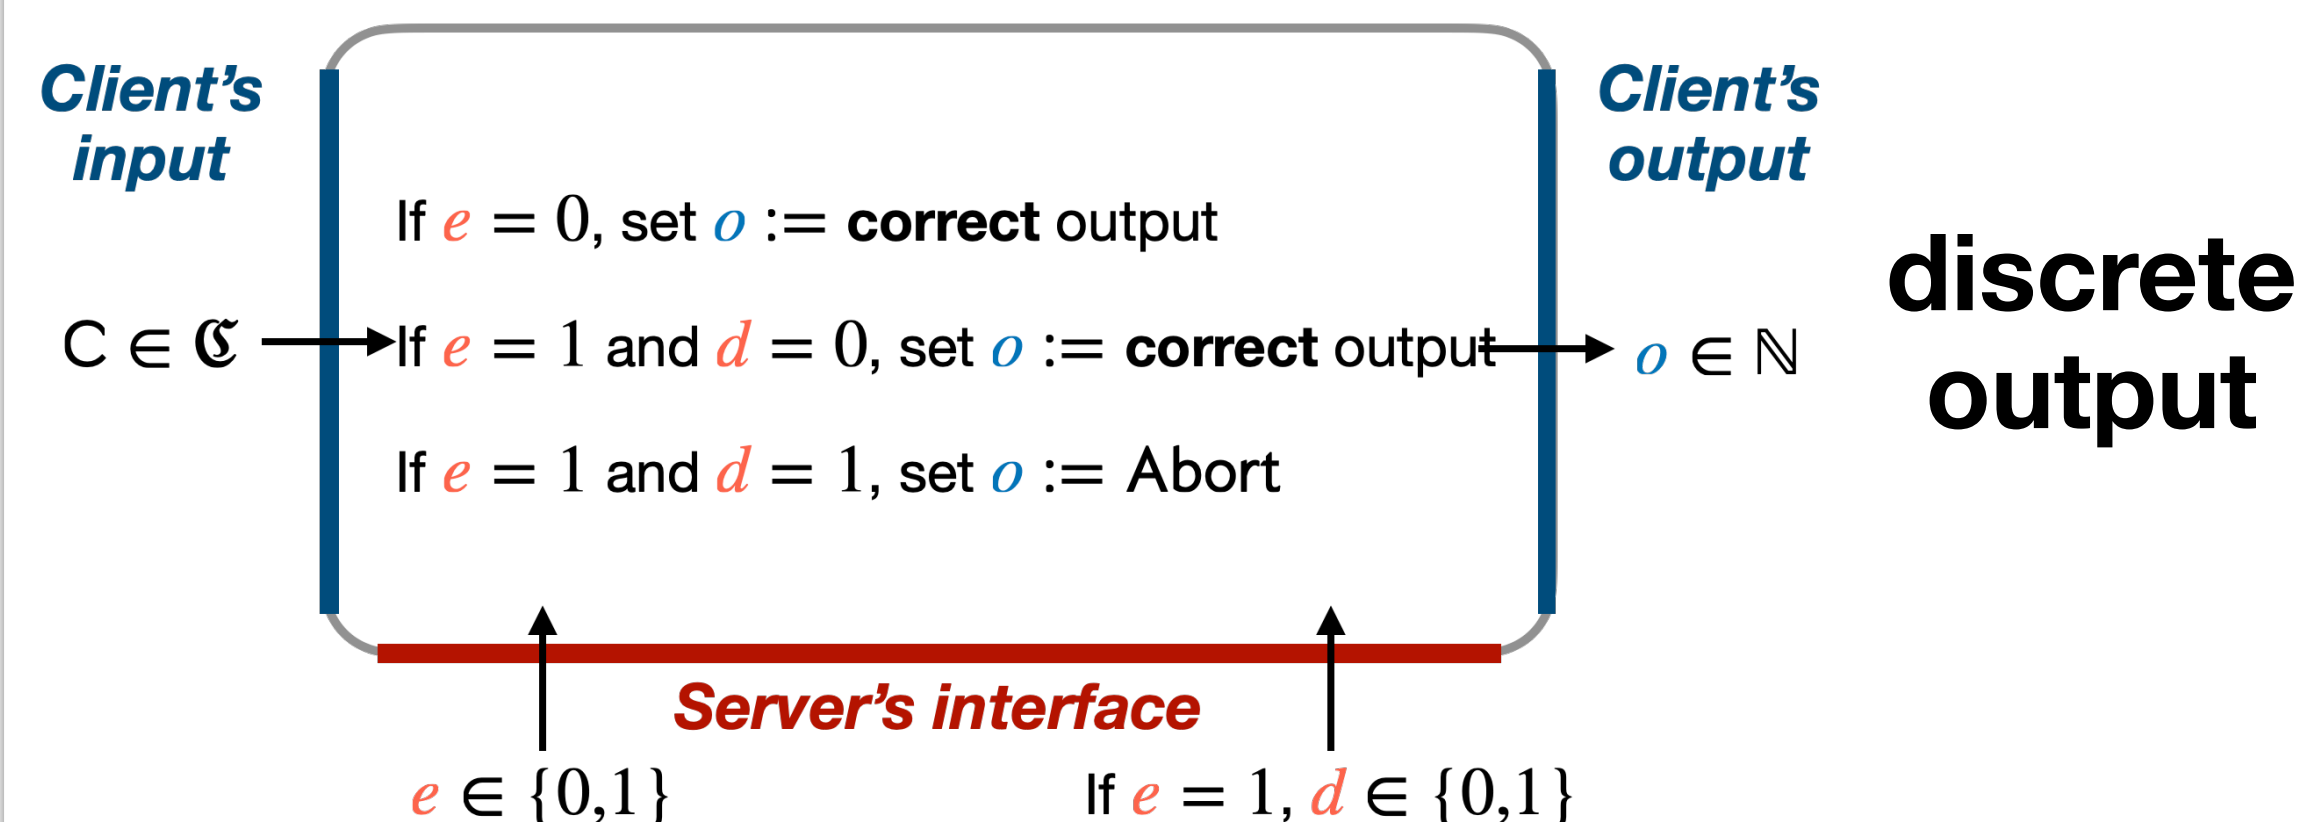 Client's
input
Client's
output
If e = 0, set o := correct output
C ∈ ℭ
If e = 1 and d = 0, set o := correct output
o ∈ ℕ
discrete
output
If e = 1 and d = 1, set o := Abort
Server's interface
e ∈ {0,1}
If e = 1, d ∈ {0,1}